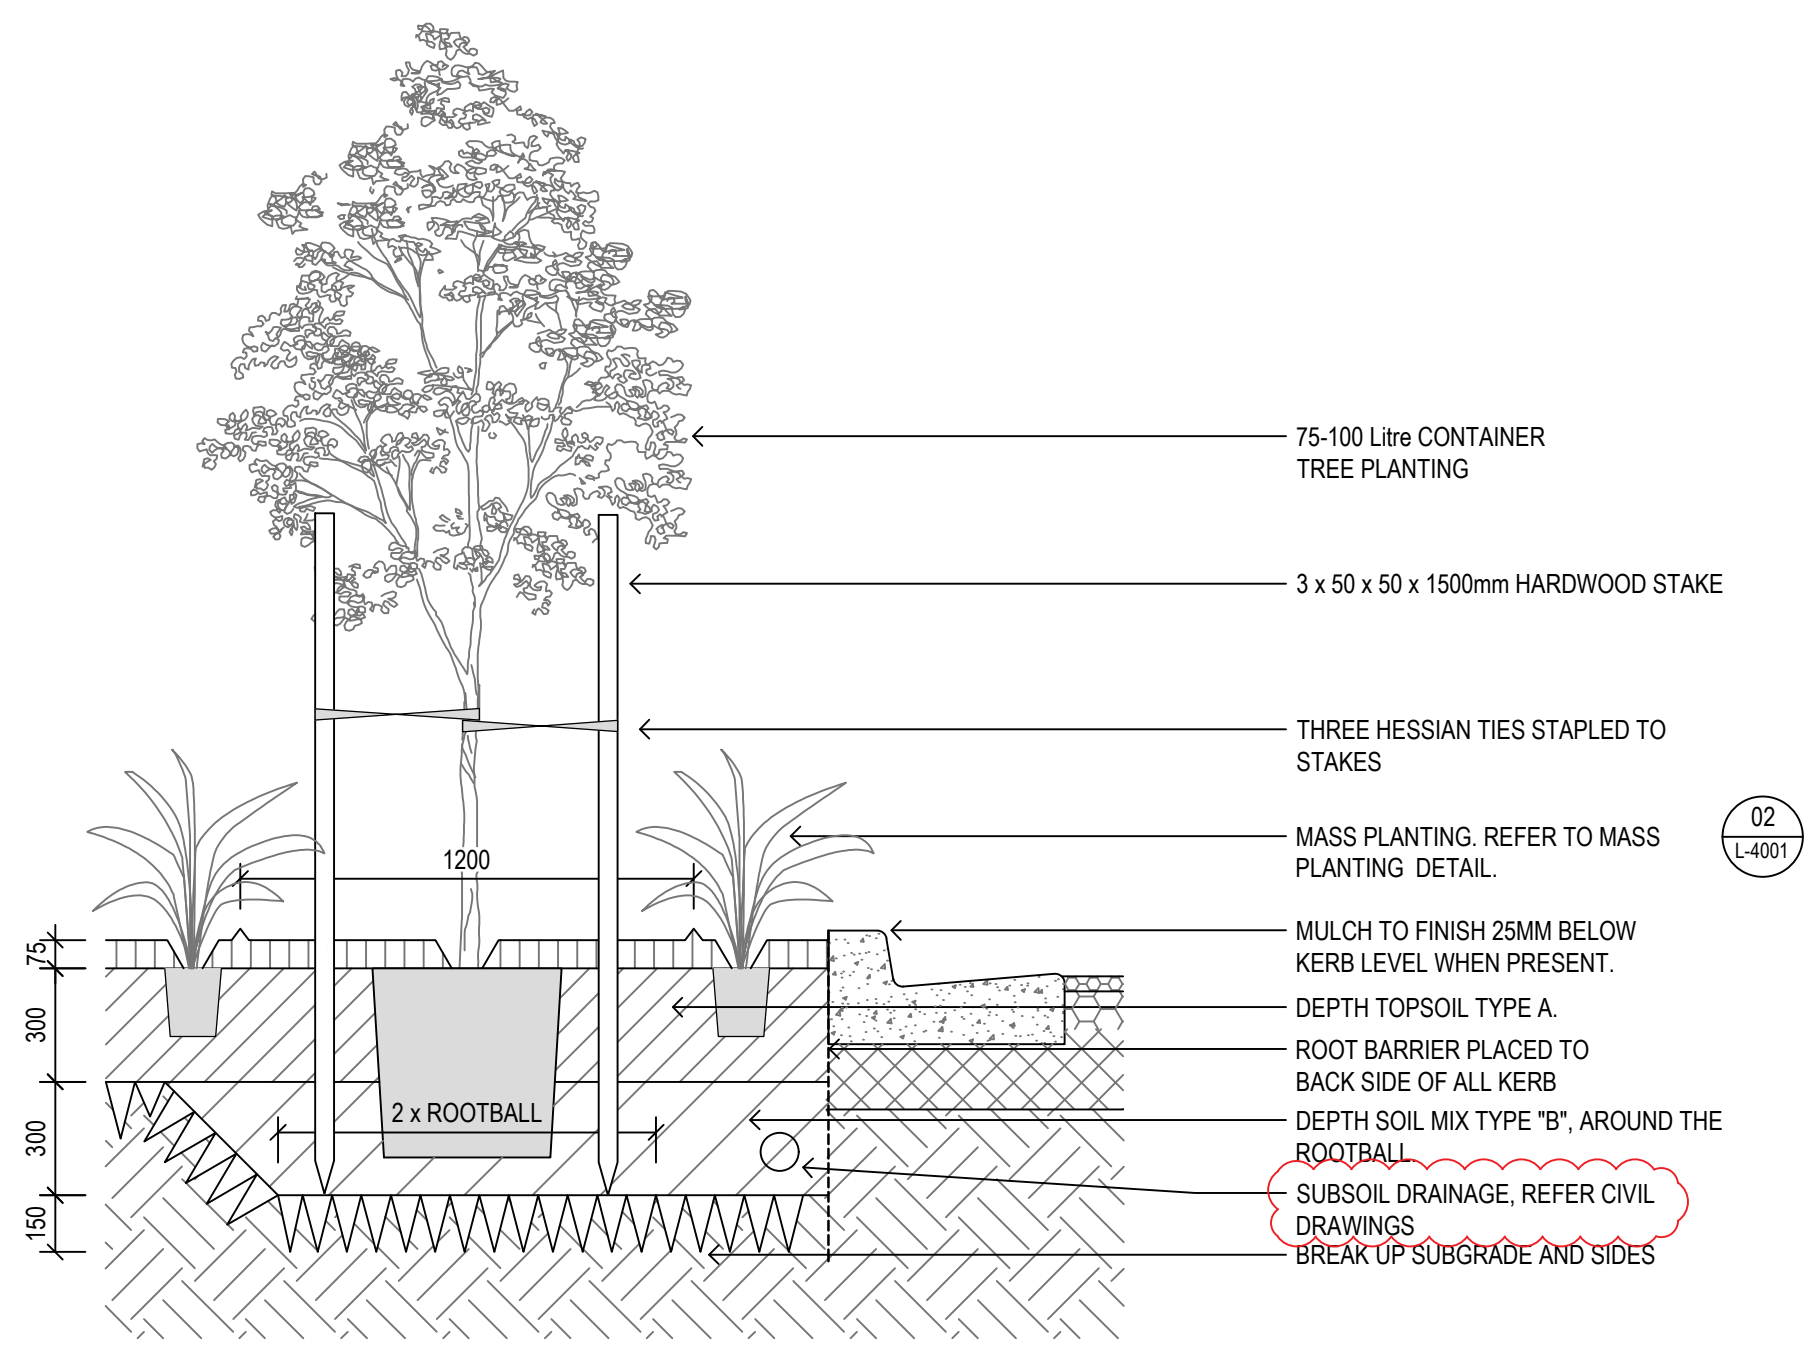 75-100 Litre CONTAINER
TREE PLANTING
3 x 50 x 50 x 1500mm HARDWOOD STAKE
THREE HESSIAN TIES STAPLED TO
STAKES
MASS PLANTING. REFER TO MASS
PLANTING DETAIL.
02
L-4001
1200
MULCH TO FINISH 25MM BELOW
KERB LEVEL WHEN PRESENT.
75
DEPTH TOPSOIL TYPE A.
300
ROOT BARRIER PLACED TO
BACK SIDE OF ALL KERB
2 x ROOTBALL
DEPTH SOIL MIX TYPE "B", AROUND THE
ROOTBALL.
300
SUBSOIL DRAINAGE, REFER CIVIL
DRAWINGS
150
BREAK UP SUBGRADE AND SIDES